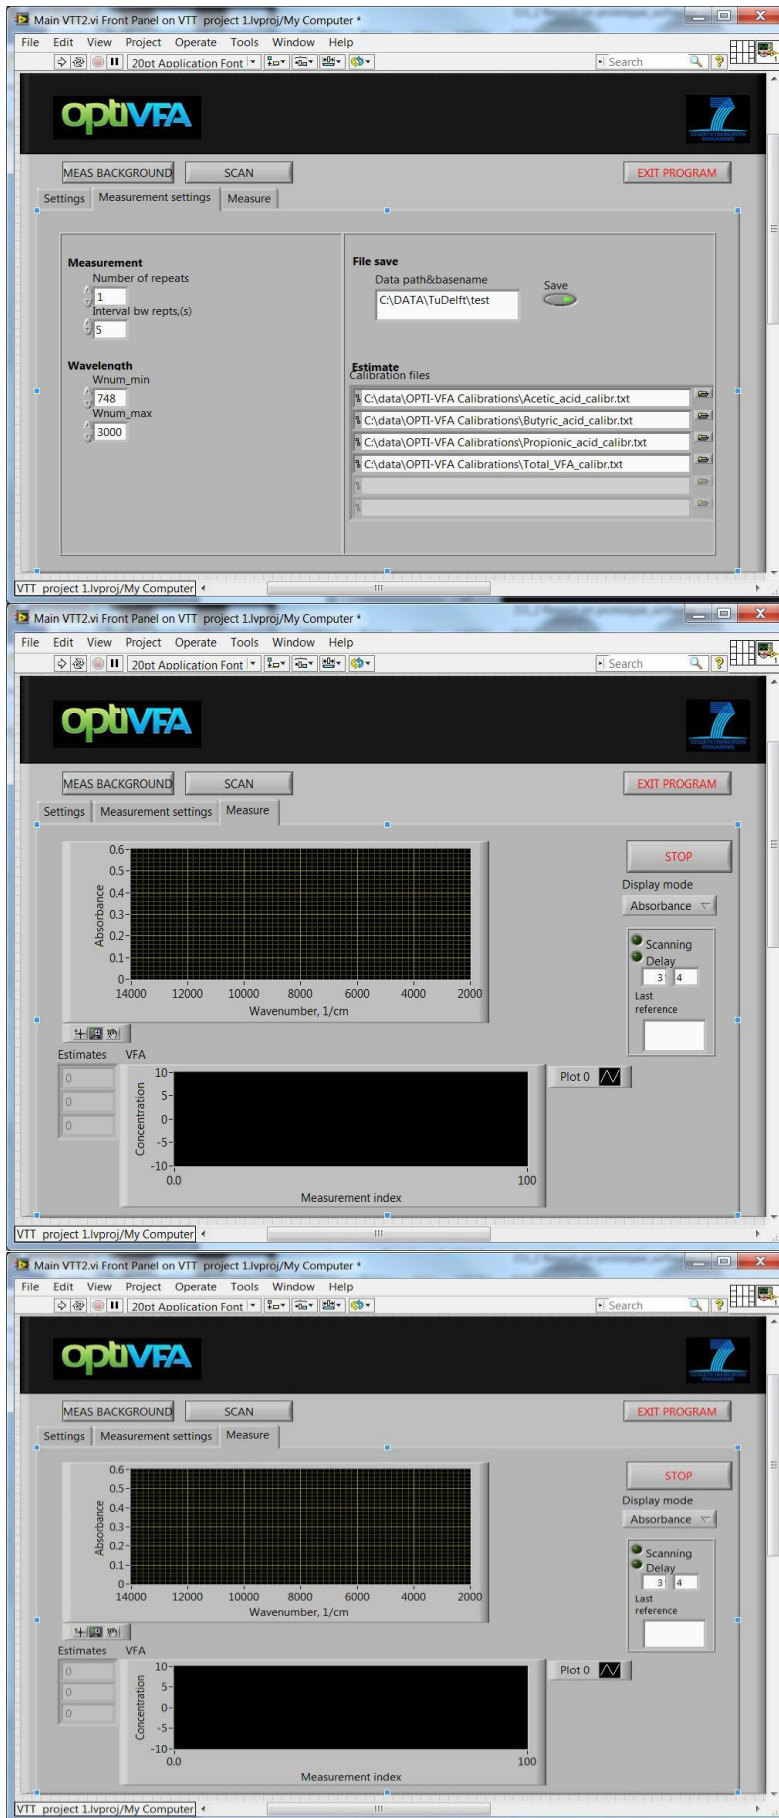 Main VTT2.vi Front Panel on VTT project 1.lvproj/My Computer *
File Edit View Project Operate Tools Window Help
20pt Application Font
Search
optiVFA
7
SEVENTH FRAMEWORK
PROGRAMME
MEAS BACKGROUND SCAN EXIT PROGRAM
Settings Measurement settings Measure
Measurement
Number of repeats
1
Interval bw repts,(s)
5
Wavelength
Wnum_min
748
Wnum_max
3000
File save
Data path&basename
C:\DATA\TuDelft\test
Save
Estimate
Calibration files
C:\data\OPTI-VFA Calibrations\Acetic_acid_calibr.txt
C:\data\OPTI-VFA Calibrations\Butyric_acid_calibr.txt
C:\data\OPTI-VFA Calibrations\Propionic_acid_calibr.txt
C:\data\OPTI-VFA Calibrations\Total_VFA_calibr.txt
VTT project 1.lvproj/My Computer
Main VTT2.vi Front Panel on VTT project 1.lvproj/My Computer *
File Edit View Project Operate Tools Window Help
20pt Application Font
Search
optiVFA
7
SEVENTH FRAMEWORK
PROGRAMME
MEAS BACKGROUND SCAN EXIT PROGRAM
Settings Measurement settings Measure
0.6
0.5
0.4
0.3
0.2
0.1
0
Absorbance
14000 12000 10000 8000 6000 4000 2000
Wavenumber, 1/cm
STOP
Display mode
Absorbance
Scanning
Delay
3 4
Last
reference
Estimates VFA
0
0
0
10
5
0
-5
-10
Concentration
0.0 100
Measurement index
Plot 0
VTT project 1.lvproj/My Computer
Main VTT2.vi Front Panel on VTT project 1.lvproj/My Computer *
File Edit View Project Operate Tools Window Help
20pt Application Font
Search
optiVFA
7
SEVENTH FRAMEWORK
PROGRAMME
MEAS BACKGROUND SCAN EXIT PROGRAM
Settings Measurement settings Measure
0.6
0.5
0.4
0.3
0.2
0.1
0
Absorbance
14000 12000 10000 8000 6000 4000 2000
Wavenumber, 1/cm
STOP
Display mode
Absorbance
Scanning
Delay
3 4
Last
reference
Estimates VFA
0
0
0
10
5
0
-5
-10
Concentration
0.0 100
Measurement index
Plot 0
VTT project 1.lvproj/My Computer